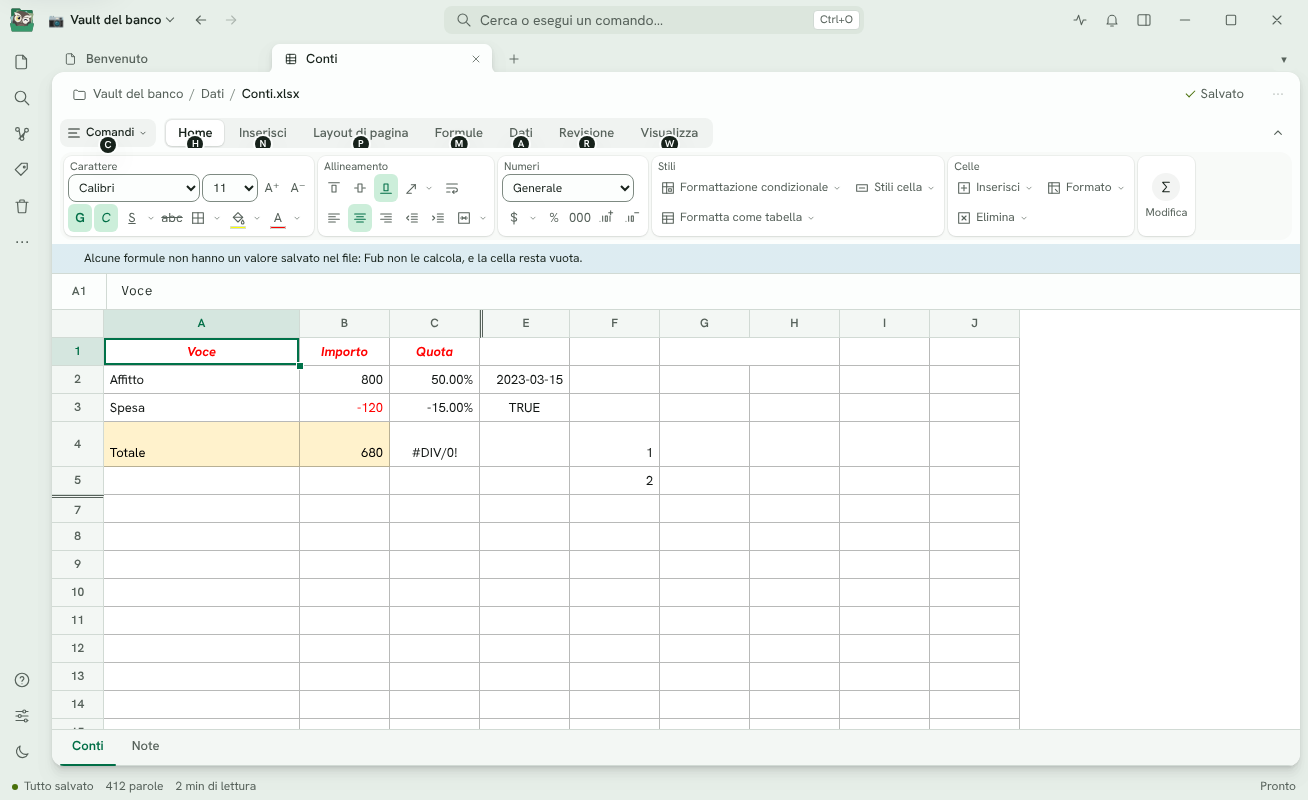 Vault del banco
Cerca o esegui un comando...
Ctrl+O
Benvenuto
Conti
Vault del banco / Dati / Conti.xlsx
Salvato
Comandi
Home
Inserisci
Layout di pagina
Formule
Dati
Revisione
Visualizza
C
H
N
P
M
A
R
W
Carattere
Calibri
11
A+
A−
G
C
S
abc
A
Allineamento
Numeri
Generale
$
%
000
Stili
Formattazione condizionale
Stili cella
Formatta come tabella
Celle
Inserisci
Formato
Elimina
Σ
Modifica
Alcune formule non hanno un valore salvato nel file: Fub non le calcola, e la cella resta vuota.
A1
Voce
A B C E F G H I J
1 Voce Importo Quota
2 Affitto 800 50.00% 2023-03-15
3 Spesa -120 -15.00% TRUE
4 Totale 680 #DIV/0! 1
5 2
7
8
9
10
11
12
13
14
Conti
Note
Tutto salvato
412 parole
2 min di lettura
Pronto